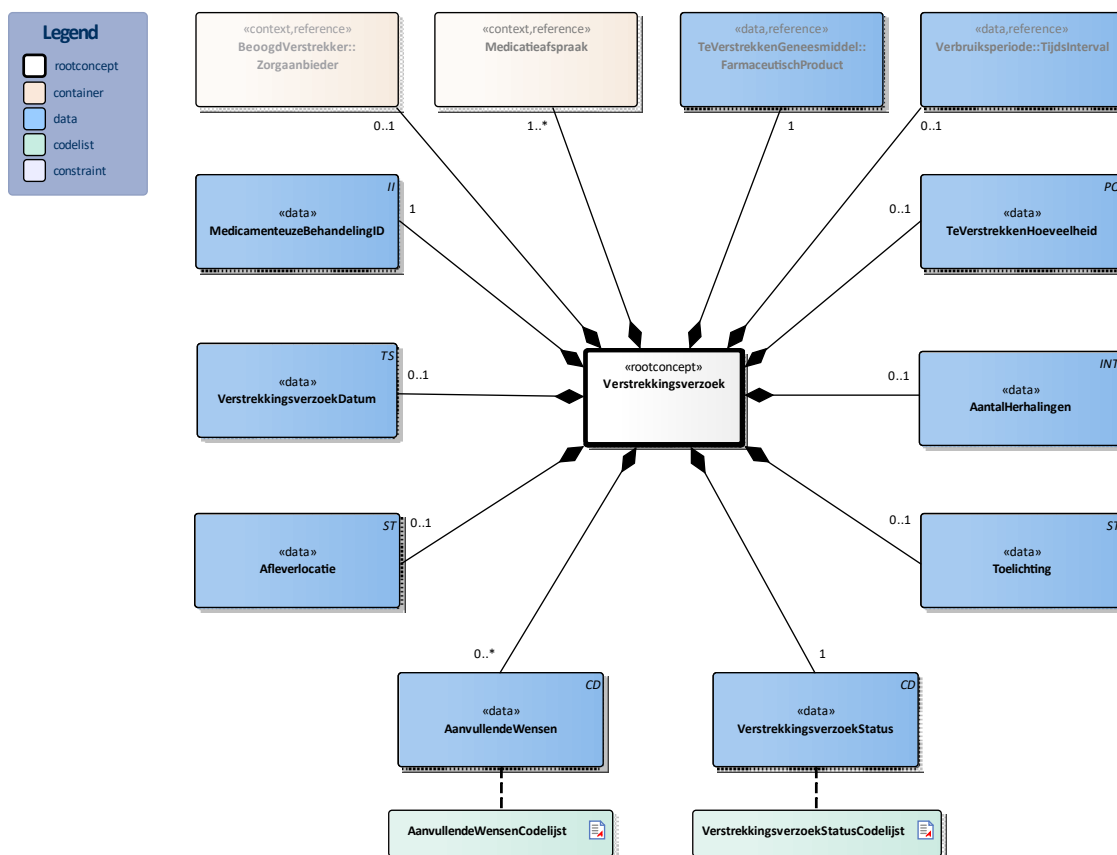 Legend
rootconcept
container
data
codelist
constraint
«context,reference»
BeoogdVerstrekker::
Zorgaanbieder
«context,reference»
Medicatieafspraak
«data,reference»
TeVerstrekkenGeneesmiddel::
FarmaceutischProduct
«data,reference»
Verbruiksperiode::TijdsInterval
0..1
1..*
1
0..1
II
«data»
MedicamenteuzeBehandelingID
1
PQ
«data»
TeVerstrekkenHoeveelheid
0..1
TS
«data»
VerstrekkingsverzoekDatum
0..1
«rootconcept»
Verstrekkingsverzoek
INT
«data»
AantalHerhalingen
0..1
ST
«data»
Afleverlocatie
0..1
ST
«data»
Toelichting
0..1
0..*
1
CD
«data»
AanvullendeWensen
CD
«data»
VerstrekkingsverzoekStatus
AanvullendeWensenCodelijst
VerstrekkingsverzoekStatusCodelijst